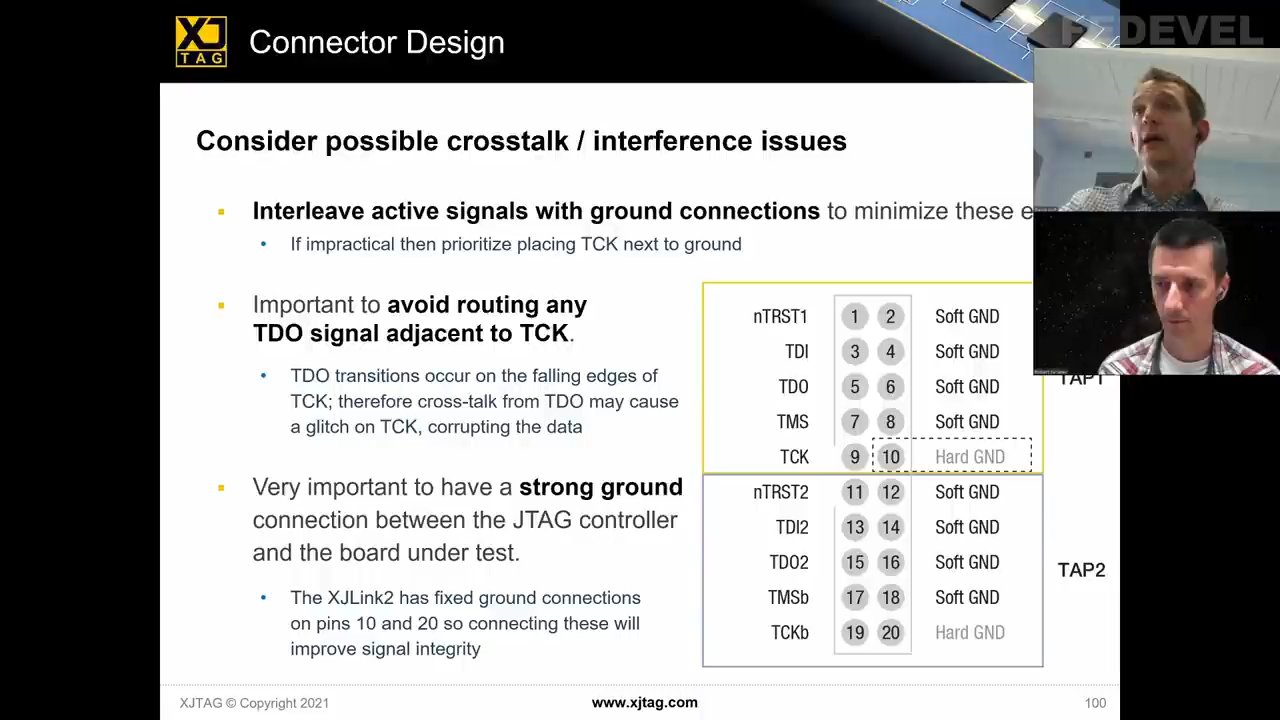 XJ
TAG
Connector Design
FEDEVEL
Consider possible crosstalk / interference issues
Interleave active signals with ground connections to minimize these
If impractical then prioritize placing TCK next to ground
Important to avoid routing any
TDO signal adjacent to TCK.
TDO transitions occur on the falling edges of
TCK; therefore cross-talk from TDO may cause
a glitch on TCK, corrupting the data
Very important to have a strong ground
connection between the JTAG controller
and the board under test.
The XJLink2 has fixed ground connections
on pins 10 and 20 so connecting these will
improve signal integrity
nTRST1 1 2 Soft GND
TDI 3 4 Soft GND
TDO 5 6 Soft GND
TMS 7 8 Soft GND
TCK 9 10 Hard GND
TAP1
nTRST2 11 12 Soft GND
TDI2 13 14 Soft GND
TDO2 15 16 Soft GND
TMSb 17 18 Soft GND
TCKb 19 20 Hard GND
TAP2
XJTAG © Copyright 2021
www.xjtag.com
100